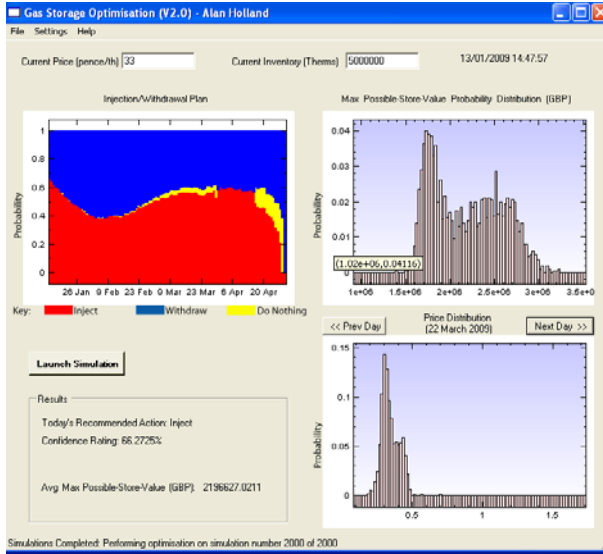 Gas Storage Optimisation (V2.0) - Alan Holland
File Settings Help
Current Price (pence/th) 33 Current Inventory (Therms) 5000000 13/01/2009 14:47:57
Injection/Withdrawal Plan
Probability
1
0.8
0.6
0.4
0.2
0
26 Jan 9 Feb 23 Feb 9 Mar 23 Mar 6 Apr 20 Apr
Key: Inject Withdraw Do Nothing
Max Possible-Store-Value Probability Distribution (GBP)
Probability
0.04
0.03
0.02
0.01
0
(1.02e+06,0.04116)
1e+06 1.5e+06 2e+06 2.5e+06 3e+06 3.5e+0
<< Prev Day Price Distribution Next Day >>
(22 March 2009)
Probability
0.15
0.1
0.05
0
0.5 1 1.5
Launch Simulation
Results
Today's Recommended Action: Inject
Confidence Rating: 66.2725%
Avg Max Possible-Store-Value (GBP): 2196627.0211
Simulations Completed: Performing optimisation on simulation number 2000 of 2000